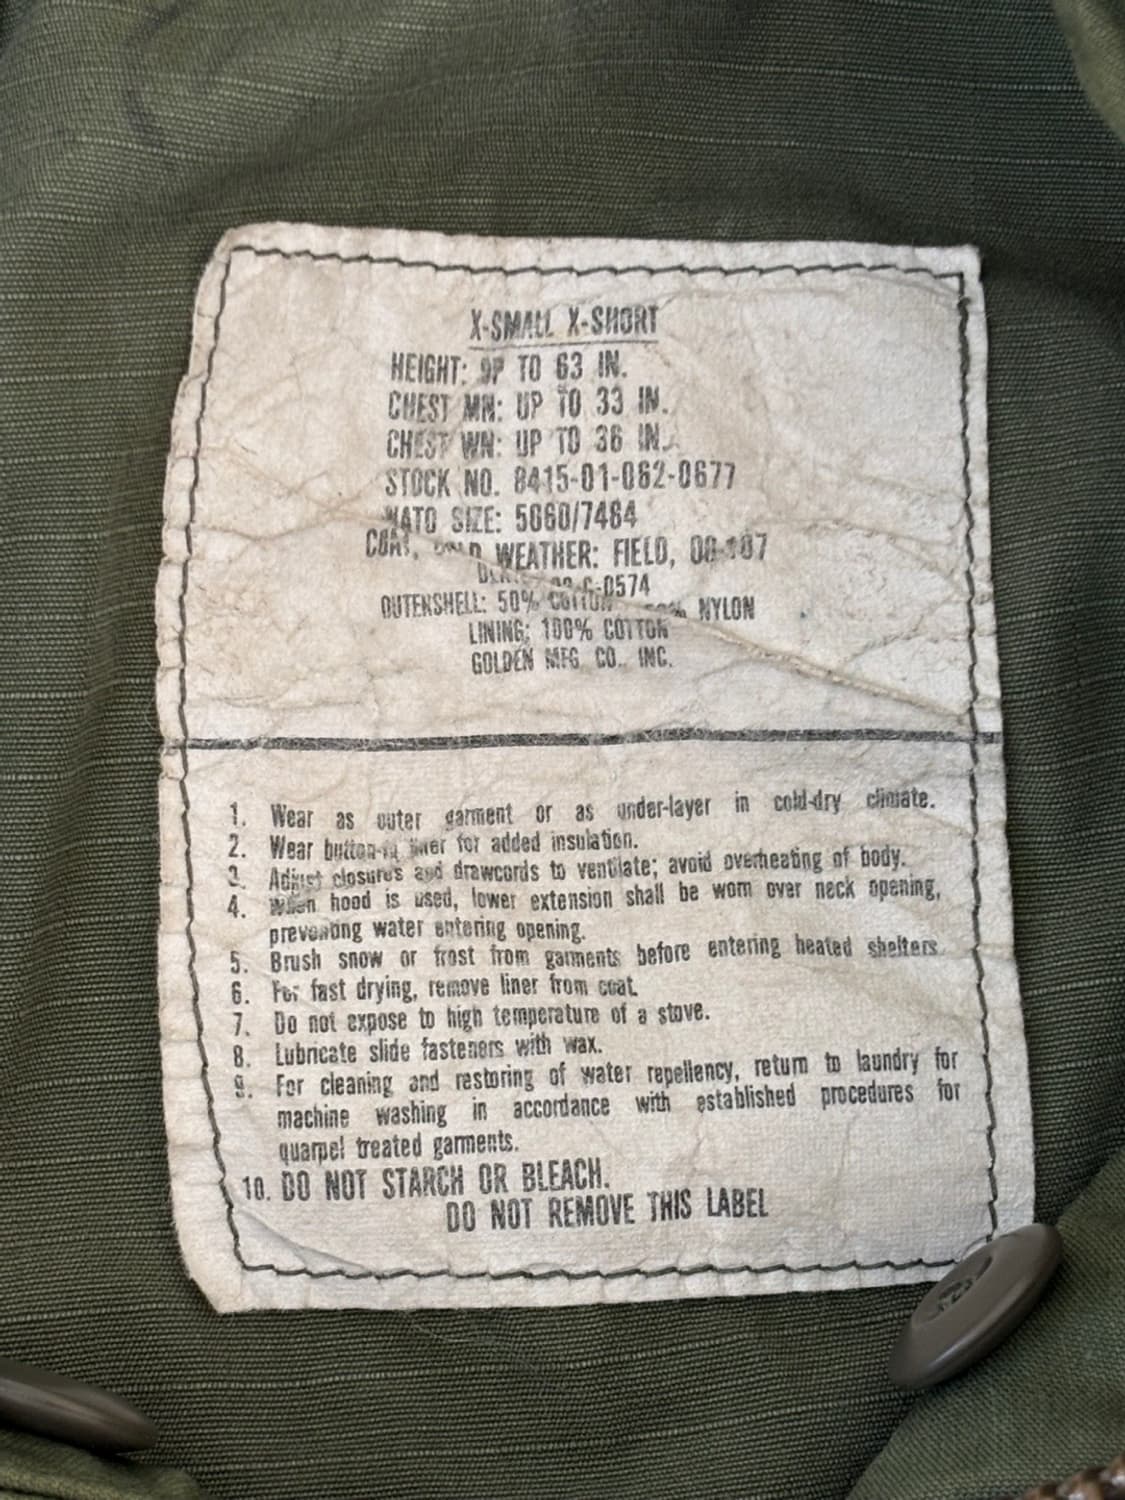 X-SMALL X-SHORT
HEIGHT: UP TO 63 IN.
CHEST MN: UP TO 33 IN.
CHEST WN: UP TO 36 IN.
STOCK NO. 8415-01-062-0677
NATO SIZE: 5060/7484
COAT, COLD WEATHER: FIELD, OG-107
OUTERSHELL: 50% COTTON NYLON
LINING: 100% COTTON
GOLDEN MFG. CO., INC.
1. Wear as outer garment or as under-layer in cold-dry climate.
2. Wear button-in liner for added insulation.
3. Adjust closures and drawcords to ventilate; avoid overheating of body.
4. When hood is used, lower extension shall be worn over neck opening,
preventing water entering opening.
5. Brush snow or frost from garments before entering heated shelters.
6. For fast drying, remove liner from coat.
7. Do not expose to high temperature of a stove.
8. Lubricate slide fasteners with wax.
9. For cleaning and restoring of water repellency, return to laundry for
machine washing in accordance with established procedures for
quarpel treated garments.
10. DO NOT STARCH OR BLEACH.
DO NOT REMOVE THIS LABEL